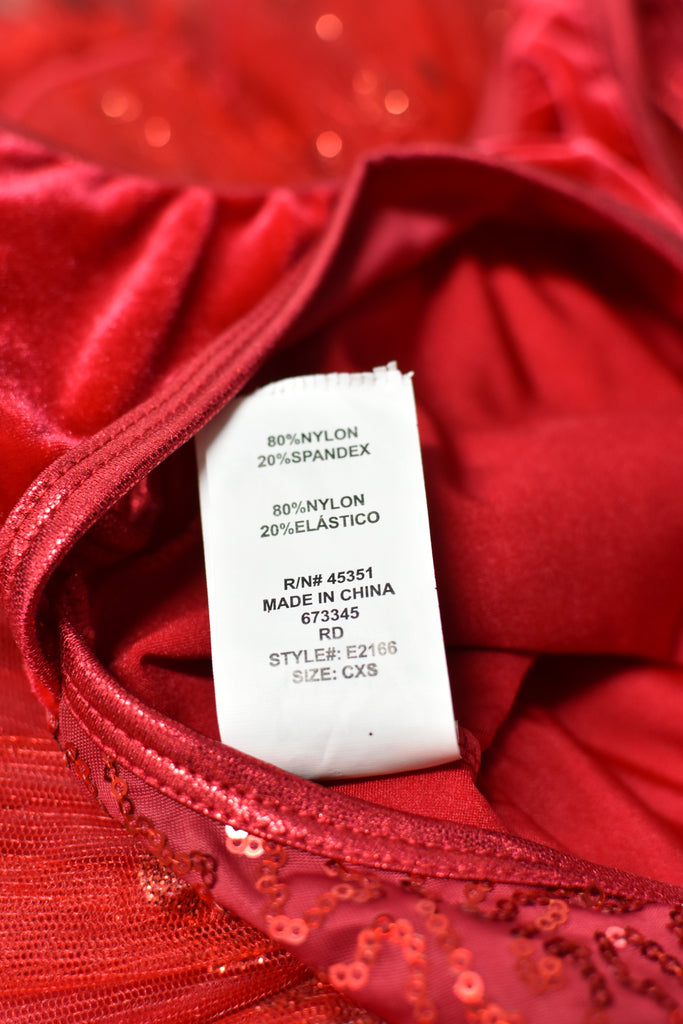 80%NYLON
20%SPANDEX
80%NYLON
20%ELÁSTICO
R/N# 45351
MADE IN CHINA
673345
RD
STYLE#: E2166
SIZE: CXS